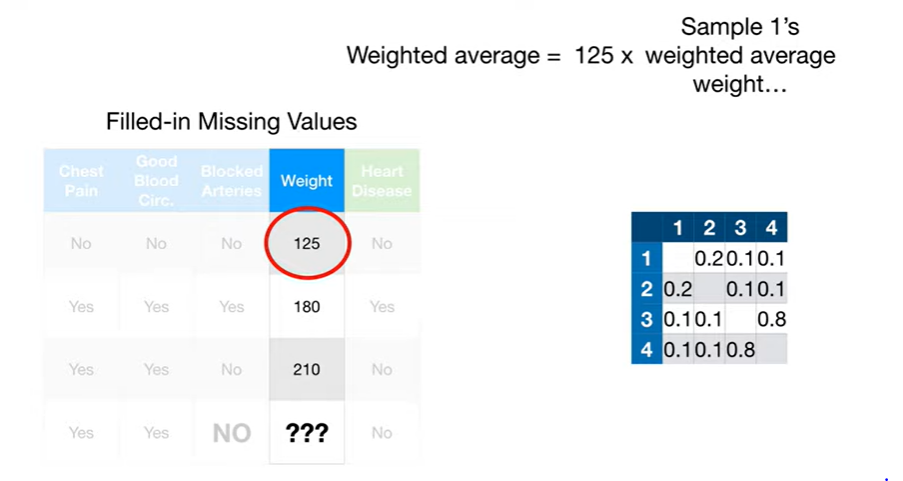 Sample 1's
Weighted average = 125 x weighted average
weight…
Filled-in Missing Values
Chest Pain Good Blood Circ. Blocked Arteries Weight Heart Disease
No No No 125 No
Yes Yes Yes 180 Yes
Yes Yes No 210 No
Yes Yes NO ??? No
1 2 3 4
1 0.2 0.1 0.1
2 0.2 0.1 0.1
3 0.1 0.1 0.8
4 0.1 0.1 0.8